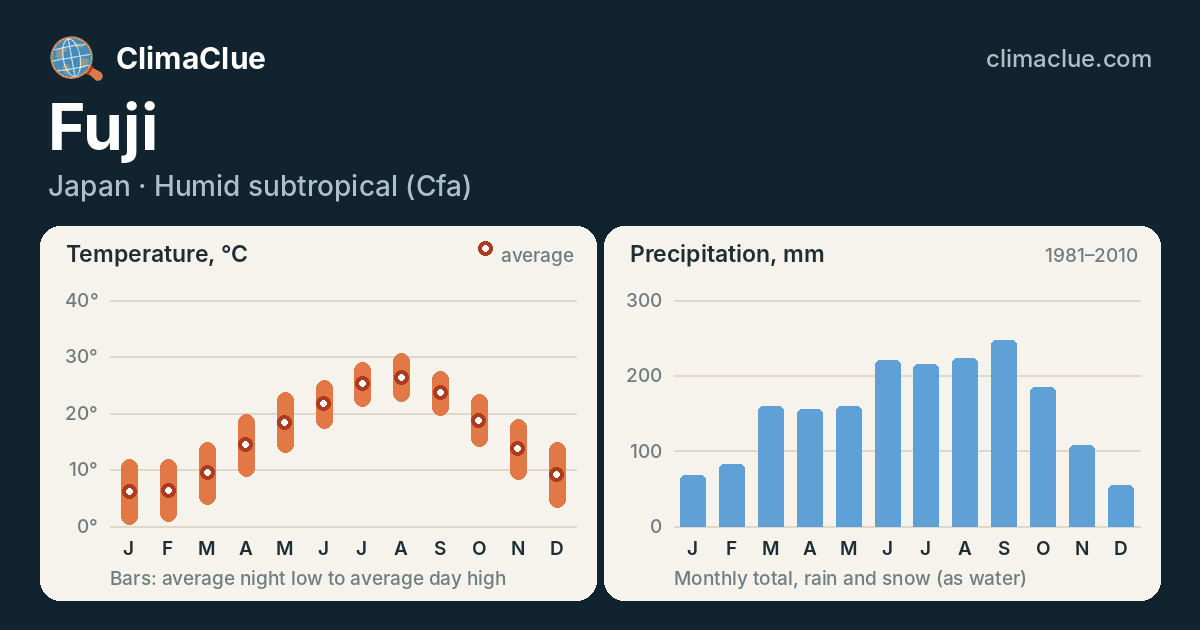 ClimaClue
climaclue.com
Fuji
Japan · Humid subtropical (Cfa)
Temperature, °C
average
40°
30°
20°
10°
0°
J F M A M J J A S O N D
Bars: average night low to average day high
Precipitation, mm
1981–2010
300
200
100
0
J F M A M J J A S O N D
Monthly total, rain and snow (as water)